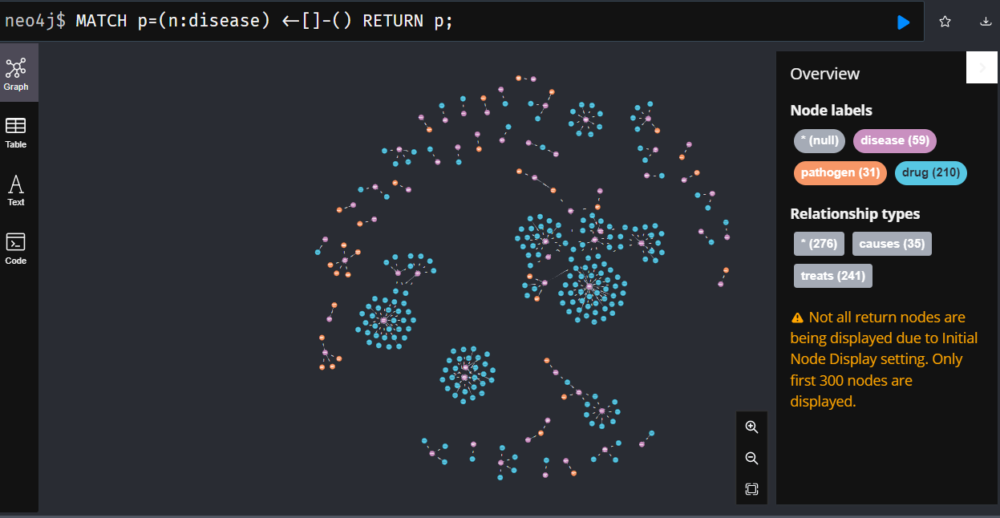 neo4j$ MATCH p=(n:disease) <-[]-() RETURN p;
Graph
Table
Text
Code
Overview
Node labels
* (null) disease (59)
pathogen (31) drug (210)
Relationship types
* (276) causes (35)
treats (241)
Not all return nodes are
being displayed due to Initial
Node Display setting. Only
first 300 nodes are
displayed.